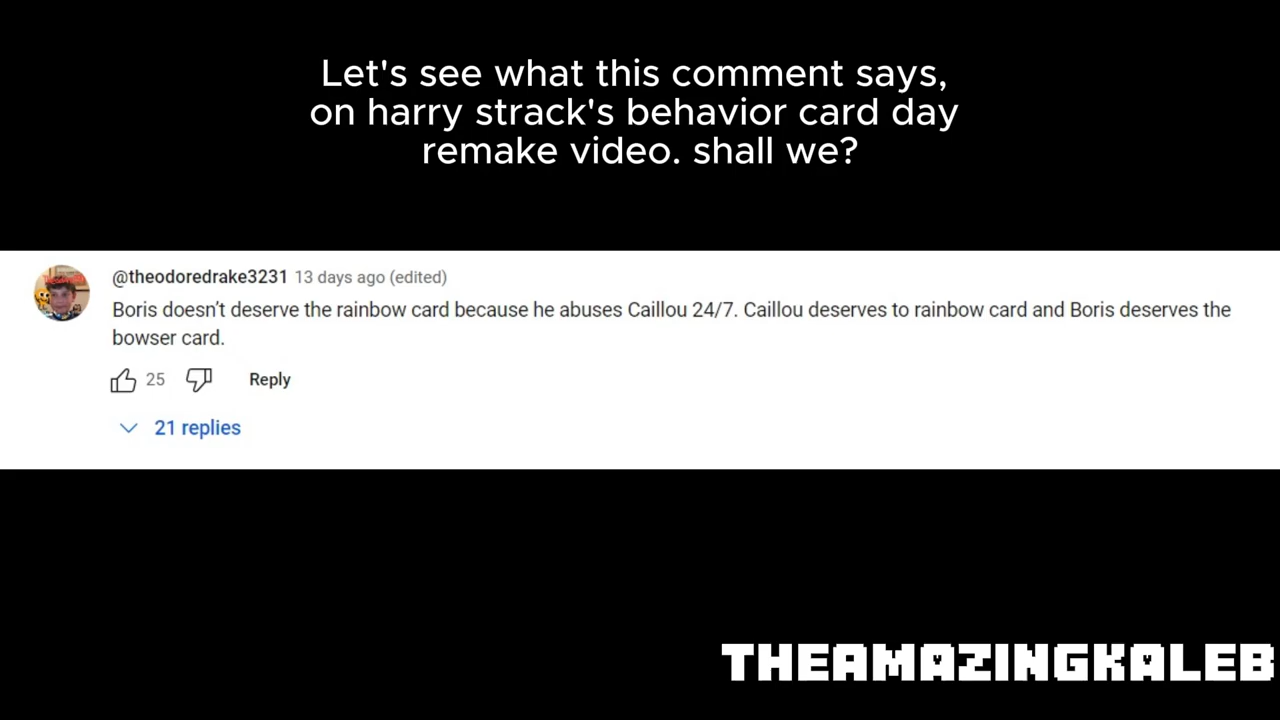 Let's see what this comment says,
on harry strack's behavior card day
remake video. shall we?
@theodoredrake3231 13 days ago (edited)
Boris doesn’t deserve the rainbow card because he abuses Caillou 24/7. Caillou deserves to rainbow card and Boris deserves the
bowser card.
25 Reply
21 replies
THEAMAZINGKALEB